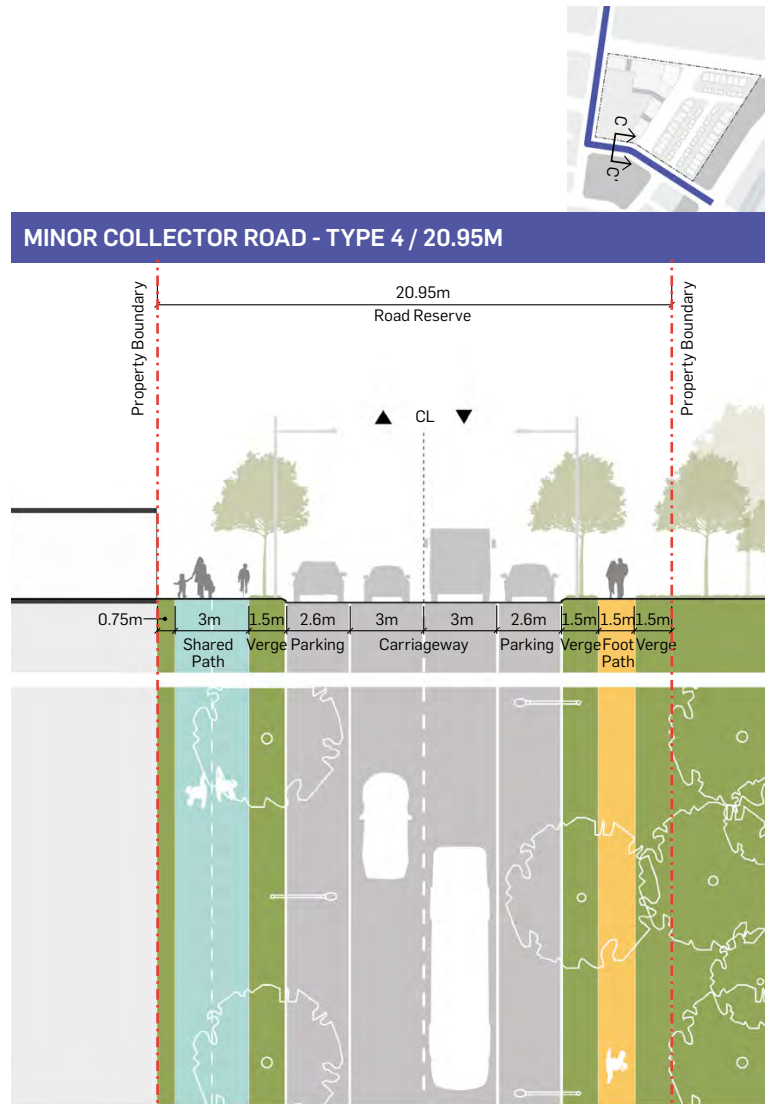 C
C'
MINOR COLLECTOR ROAD - TYPE 4 / 20.95M
Property Boundary
20.95m
Road Reserve
Property Boundary
CL
0.75m
3m
1.5m
2.6m
3m
3m
2.6m
1.5m
1.5m
1.5m
Shared
Path
Verge
Parking
Carriageway
Parking
Verge
Foot
Path
Verge